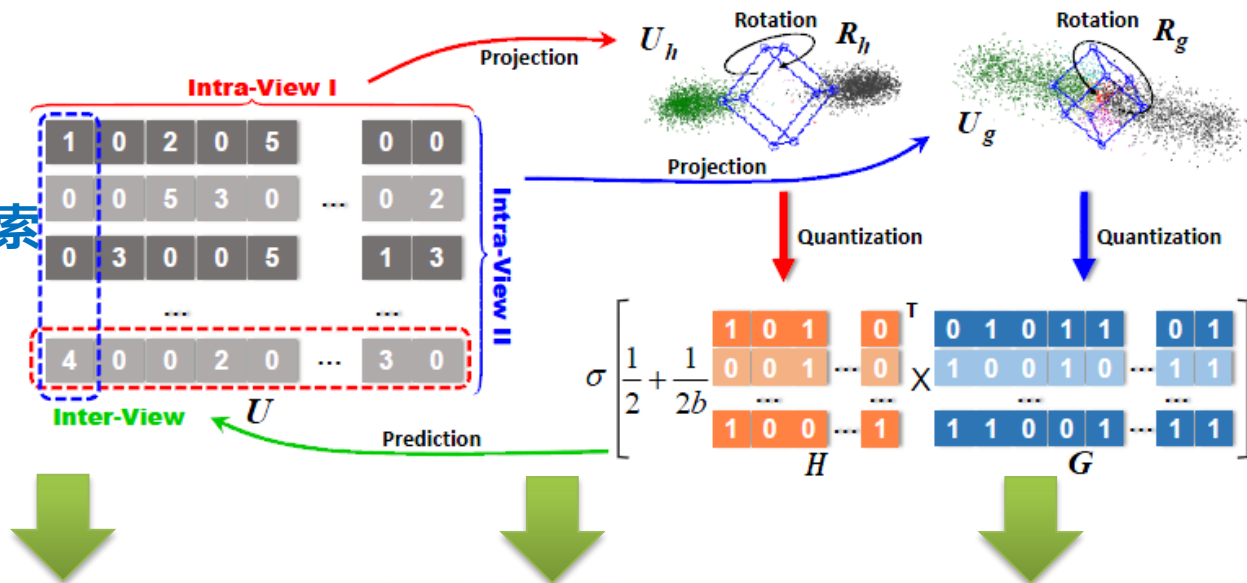 Rotation
U_h
R_h
Projection
Rotation
R_g
U_g
Intra-View I
1 0 2 0 5 0 0
0 0 5 3 0 ... 0 2
0 3 0 0 5 1 3
... ...
4 0 0 2 0 ... 3 0
Intra-View II
索
Inter-View
U
Projection
Quantization
Quantization
Prediction
σ [ 1/2 + 1/2b
1 0 1 0 T
0 0 1 ... 0
... ...
1 0 0 ... 1
H
X
0 1 0 1 1 0 1
1 0 0 1 0 ... 1 1
... ...
1 1 0 0 1 ... 1 1 ]
G